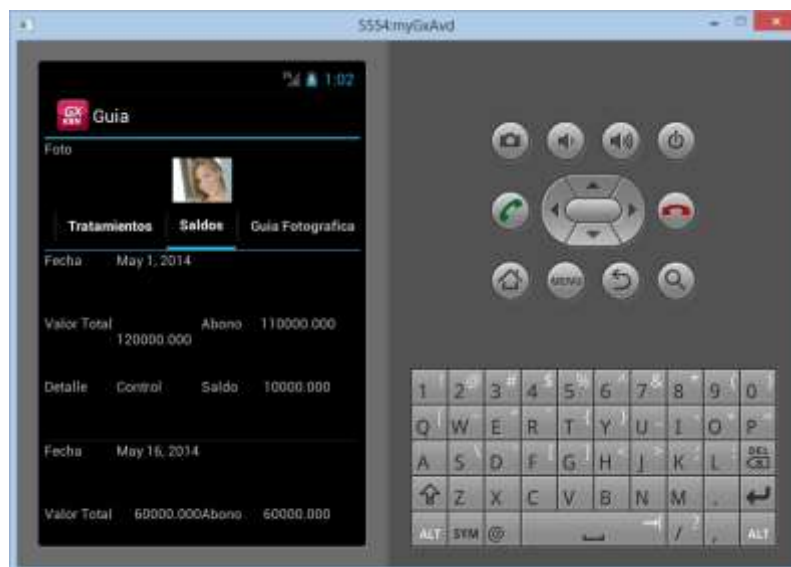 5554:myGxAvd
1:02
GX
Guia
Foto
Tratamientos Saldos Guia Fotografica
Fecha May 1, 2014
Valor Total 120000.000 Abono 110000.000
Detalle Control Saldo 10000.000
Fecha May 16, 2014
Valor Total 60000.000Abono 60000.000
MENU
1 2 @ 3 # 4 $ 5 % 6 ^ 7 & 8 * 9 ( 0 )
Q W E R T Y U I O P
A S D F G H J K L DEL
Z X C V B N M .
ALT SYM @ / ? , ALT